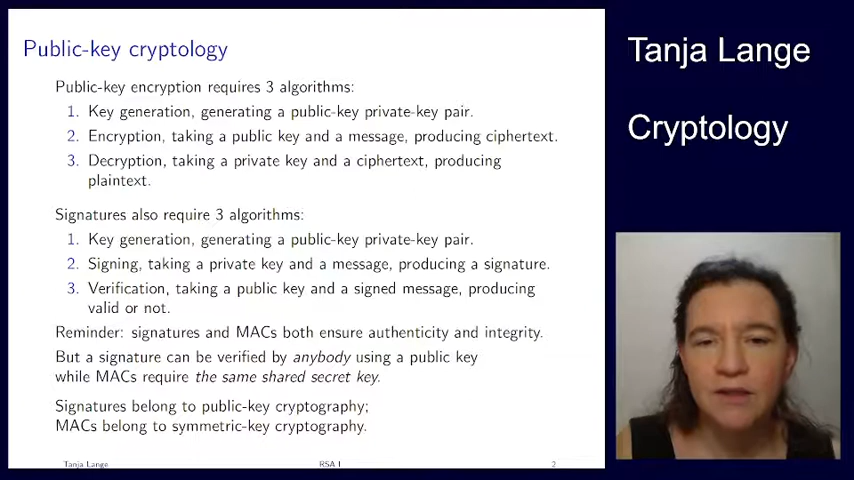 Public-key cryptology
Public-key encryption requires 3 algorithms:
1. Key generation, generating a public-key private-key pair.
2. Encryption, taking a public key and a message, producing ciphertext.
3. Decryption, taking a private key and a ciphertext, producing
plaintext.
Signatures also require 3 algorithms:
1. Key generation, generating a public-key private-key pair.
2. Signing, taking a private key and a message, producing a signature.
3. Verification, taking a public key and a signed message, producing
valid or not.
Reminder: signatures and MACs both ensure authenticity and integrity.
But a signature can be verified by anybody using a public key
while MACs require the same shared secret key.
Signatures belong to public-key cryptography;
MACs belong to symmetric-key cryptography.
Tanja Lange RSA I 2
Tanja Lange
Cryptology